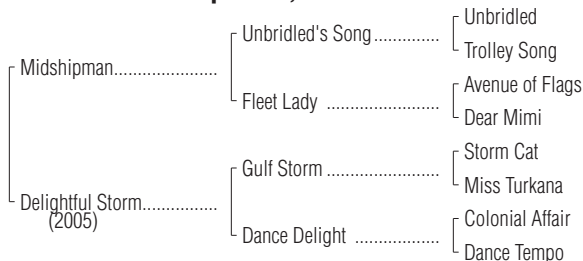 Unbridled
Unbridled's Song..............
Trolley Song
Midshipman.....................
Avenue of Flags
Fleet Lady .......................
Dear Mimi
Storm Cat
Gulf Storm .......................
Miss Turkana
Delightful Storm...............
(2005)
Colonial Affair
Dance Delight .................
Dance Tempo